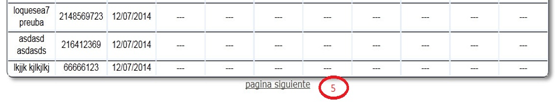 loquesea7 preuba 2148569723 12/07/2014 --- --- --- --- --- --- --- ---
asdasd asdasds 216412369 12/07/2014 --- --- --- --- --- --- --- ---
lkjjk kjlkjlkj 66666123 12/07/2014 --- --- --- --- --- --- --- ---
pagina siguiente 5